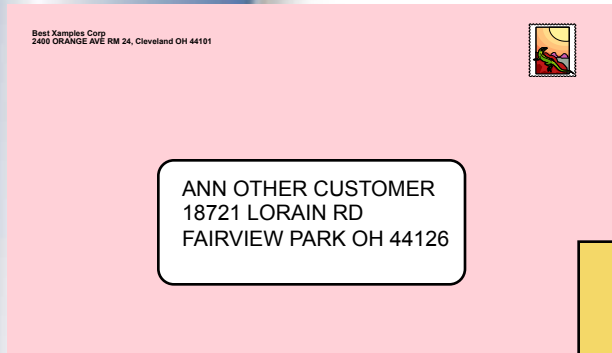 Best Xamples Corp
2400 ORANGE AVE RM 24, Cleveland OH 44101
ANN OTHER CUSTOMER
18721 LORAIN RD
FAIRVIEW PARK OH 44126